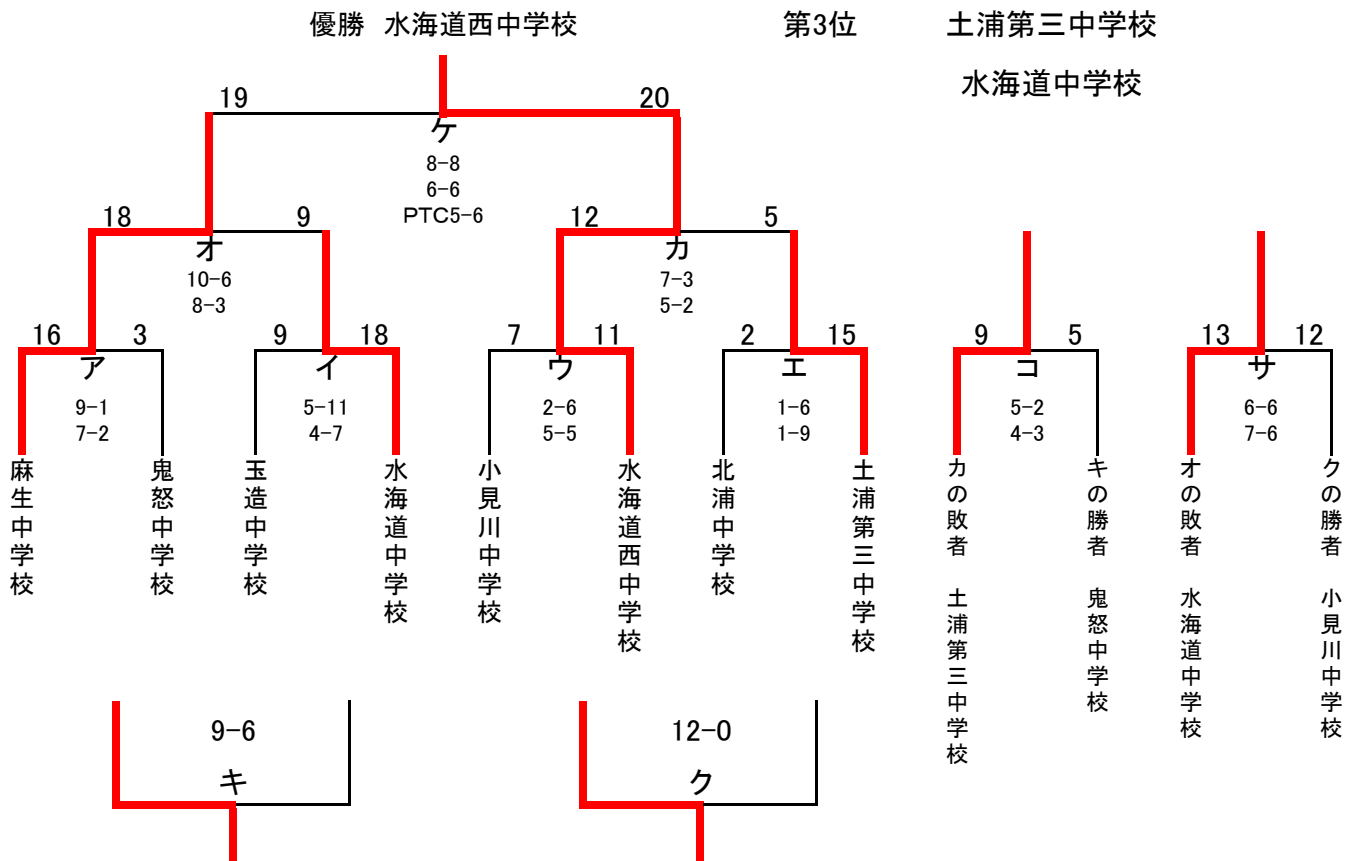 優勝 水海道西中学校 第3位 土浦第三中学校
水海道中学校
19 20
ケ
8-8
6-6
PTC5-6
18 9 12 5
オ カ
10-6 7-3
8-3 5-2
16 3 9 18 7 11 2 15 9 5 13 12
ア イ ウ エ コ サ
9-1 5-11 2-6 1-6 5-2 6-6
7-2 4-7 5-5 1-9 4-3 7-6
麻生中学校
鬼怒中学校
玉造中学校
水海道中学校
小見川中学校
水海道西中学校
北浦中学校
土浦第三中学校
カの敗者 土浦第三中学校
キの勝者 鬼怒中学校
オの敗者 水海道中学校
クの勝者 小見川中学校
9-6 12-0
キ ク